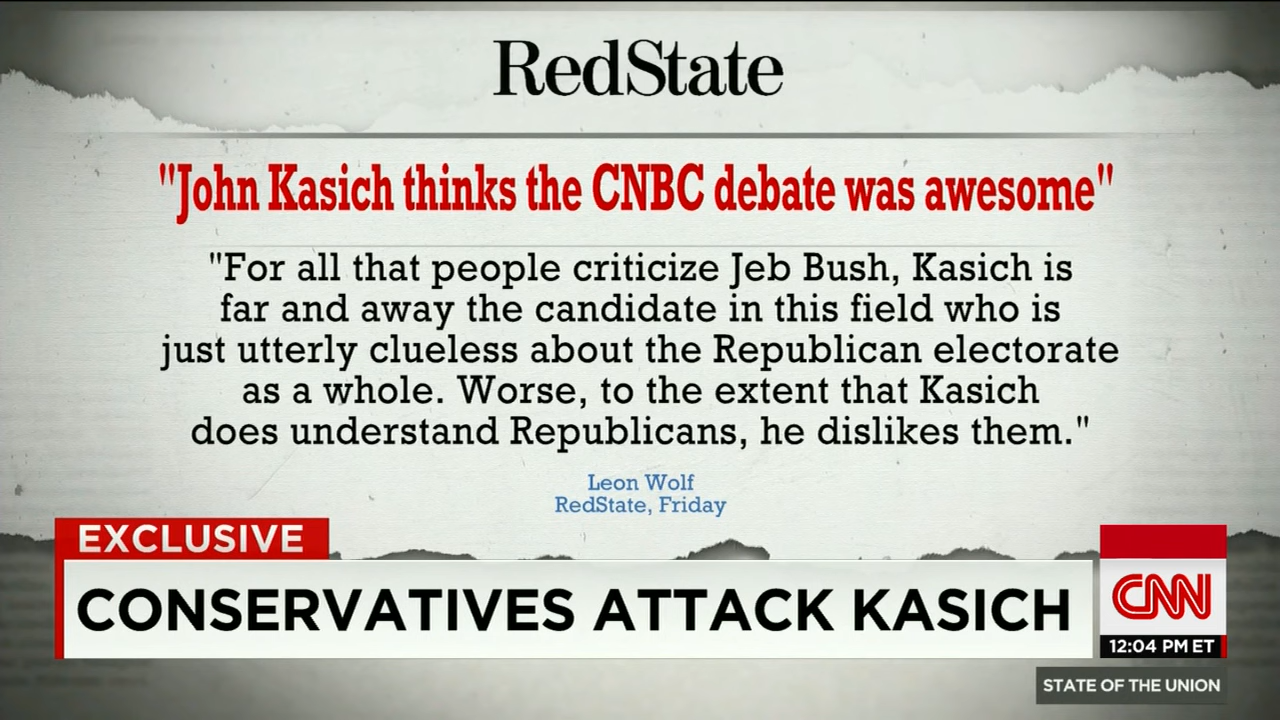 RedState
"John Kasich thinks the CNBC debate was awesome"
"For all that people criticize Jeb Bush, Kasich is
far and away the candidate in this field who is
just utterly clueless about the Republican electorate
as a whole. Worse, to the extent that Kasich
does understand Republicans, he dislikes them."
Leon Wolf
RedState, Friday
EXCLUSIVE
CONSERVATIVES ATTACK KASICH
CNN
12:04 PM ET
STATE OF THE UNION